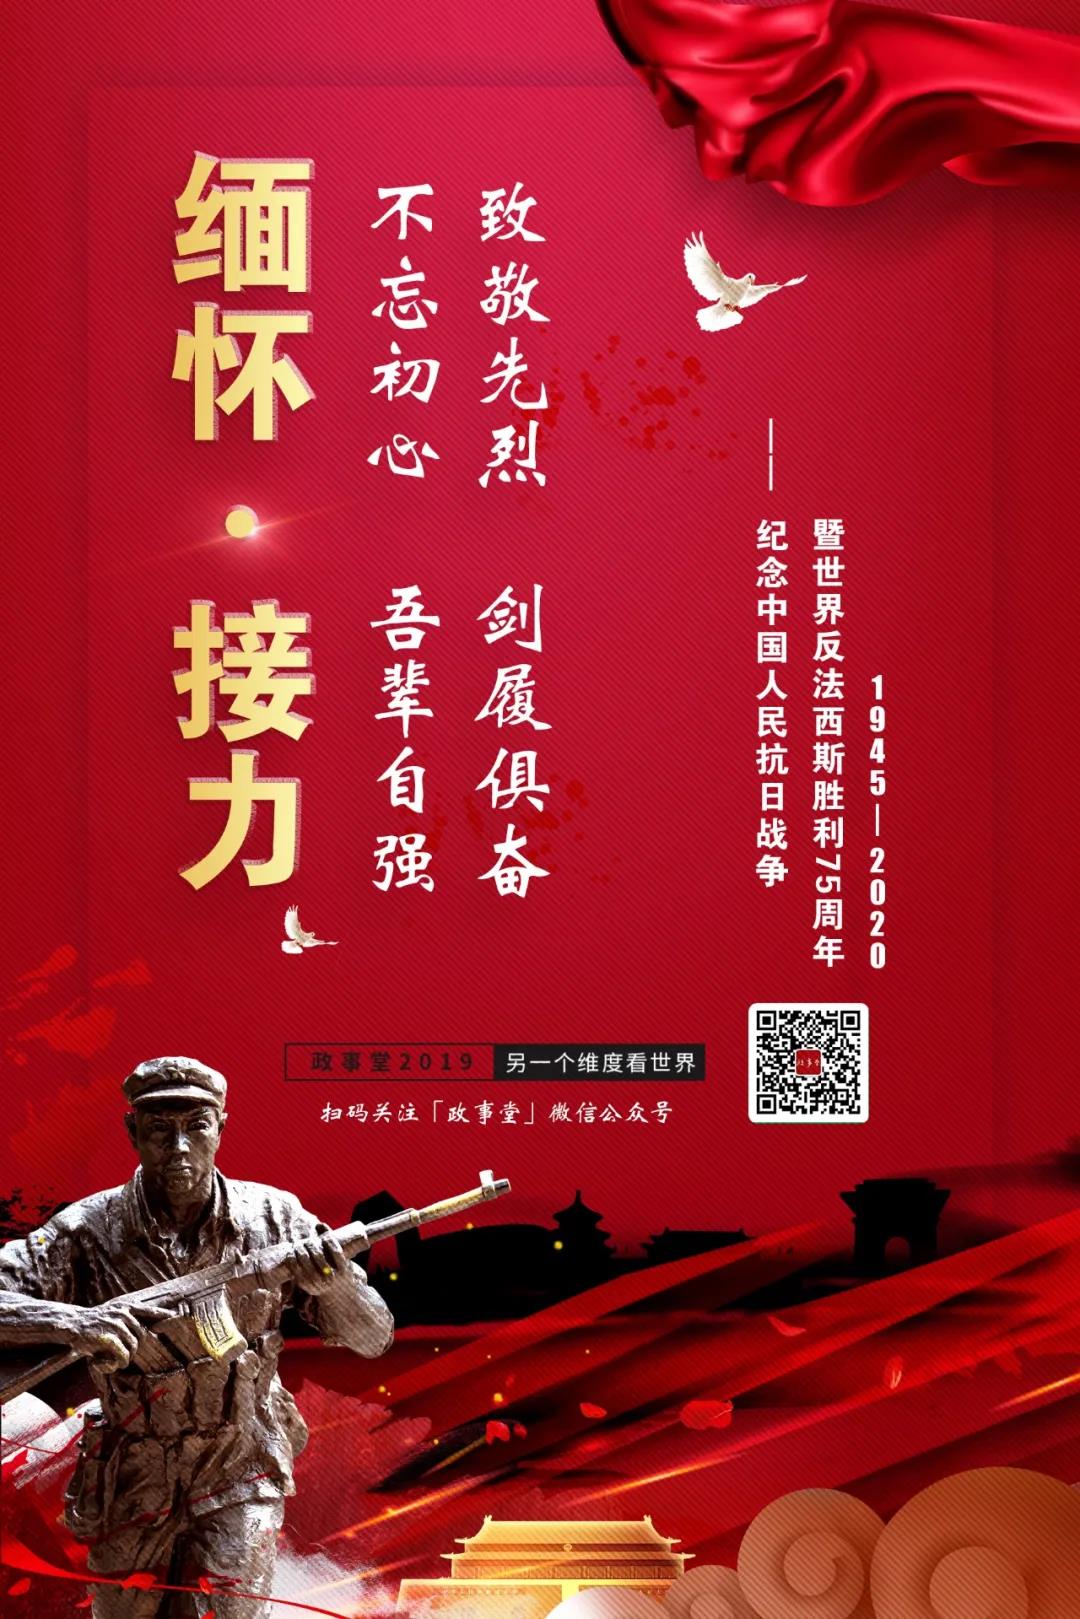 缅怀·接力
不忘初心 吾辈自强
致敬先烈 剑履俱奋
——纪念中国人民抗日战争
暨世界反法西斯胜利75周年
1945—2020
政事堂2019 另一个维度看世界
扫码关注「政事堂」微信公众号
政事堂